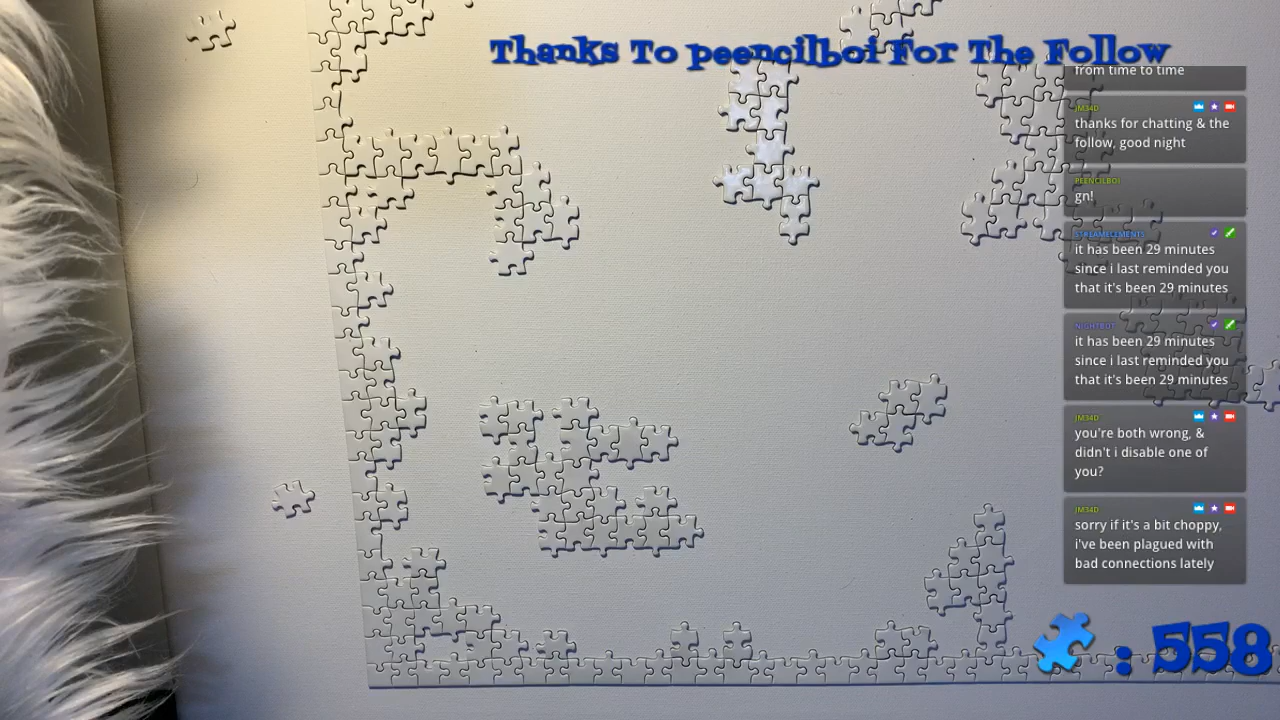 Thanks To peencilboi For The Follow
from time to time
JM34D
thanks for chatting & the
follow, good night
PEENCILBOI
gn!
STREAMELEMENTS
it has been 29 minutes
since i last reminded you
that it's been 29 minutes
NIGHTBOT
it has been 29 minutes
since i last reminded you
that it's been 29 minutes
JM34D
you're both wrong, &
didn't i disable one of
you?
JM34D
sorry if it's a bit choppy,
i've been plagued with
bad connections lately
: 558